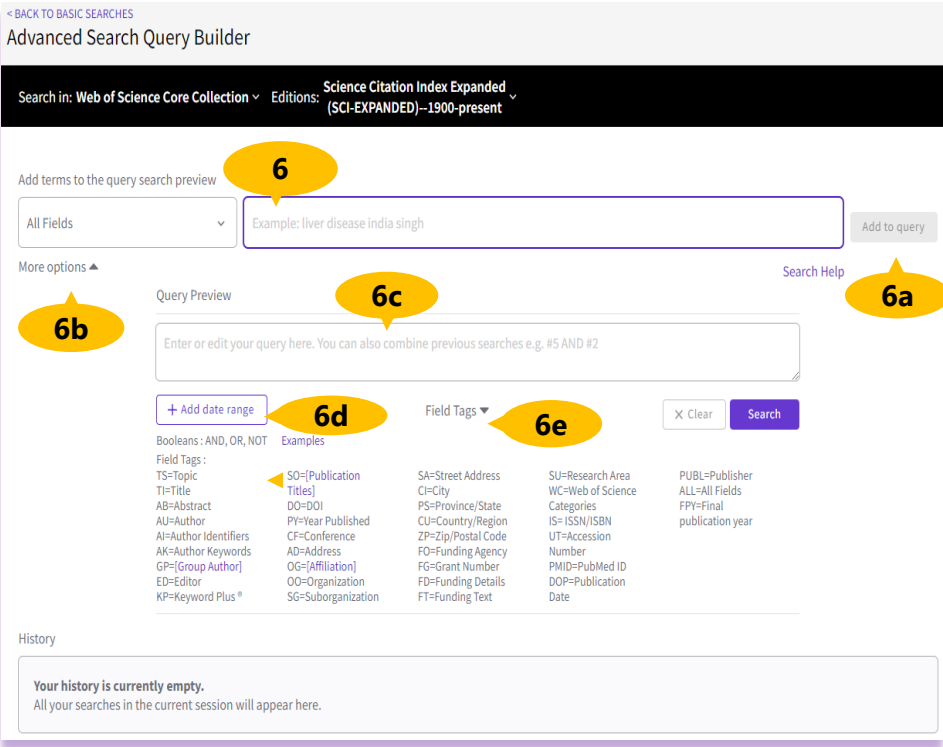 < BACK TO BASIC SEARCHES
Advanced Search Query Builder
Search in: Web of Science Core Collection Editions: Science Citation Index Expanded
(SCI-EXPANDED)--1900-present
6
Add terms to the query search preview
All Fields
Example: liver disease india singh
Add to query
More options
Search Help
6a
6b
Query Preview
6c
Enter or edit your query here. You can also combine previous searches e.g. #5 AND #2
+ Add date range
6d
Field Tags
6e
X Clear
Search
Booleans : AND, OR, NOT Examples
Field Tags :
TS=Topic
TI=Title
AB=Abstract
AU=Author
AI=Author Identifiers
AK=Author Keywords
GP=[Group Author]
ED=Editor
KP=Keyword Plus ®
SO=[Publication
Titles]
DO=DOI
PY=Year Published
CF=Conference
AD=Address
OG=[Affiliation]
OO=Organization
SG=Suborganization
SA=Street Address
CI=City
PS=Province/State
CU=Country/Region
ZP=Zip/Postal Code
FO=Funding Agency
FG=Grant Number
FD=Funding Details
FT=Funding Text
SU=Research Area
WC=Web of Science
Categories
IS= ISSN/ISBN
UT=Accession
Number
PMID=PubMed ID
DOP=Publication
Date
PUBL=Publisher
ALL=All Fields
FPY=Final
publication year
History
Your history is currently empty.
All your searches in the current session will appear here.